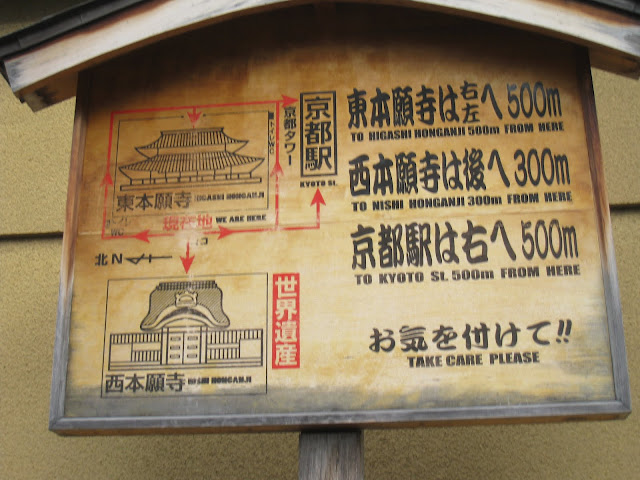 東本願寺は右左へ500m
TO HIGASHI HONGANJI 500m FROM HERE
西本願寺は後へ300m
TO NISHI HONGANJI 300m FROM HERE
京都駅は右へ500m
TO KYOTO St. 500m FROM HERE
お気を付けて!!
TAKE CARE PLEASE
京都駅
KYOTO St.
京都タワー
東本願寺 HIGASHI HONGANJI
現在地 WE ARE HERE
北 N
世界遺産
西本願寺 NISHI HONGANJI